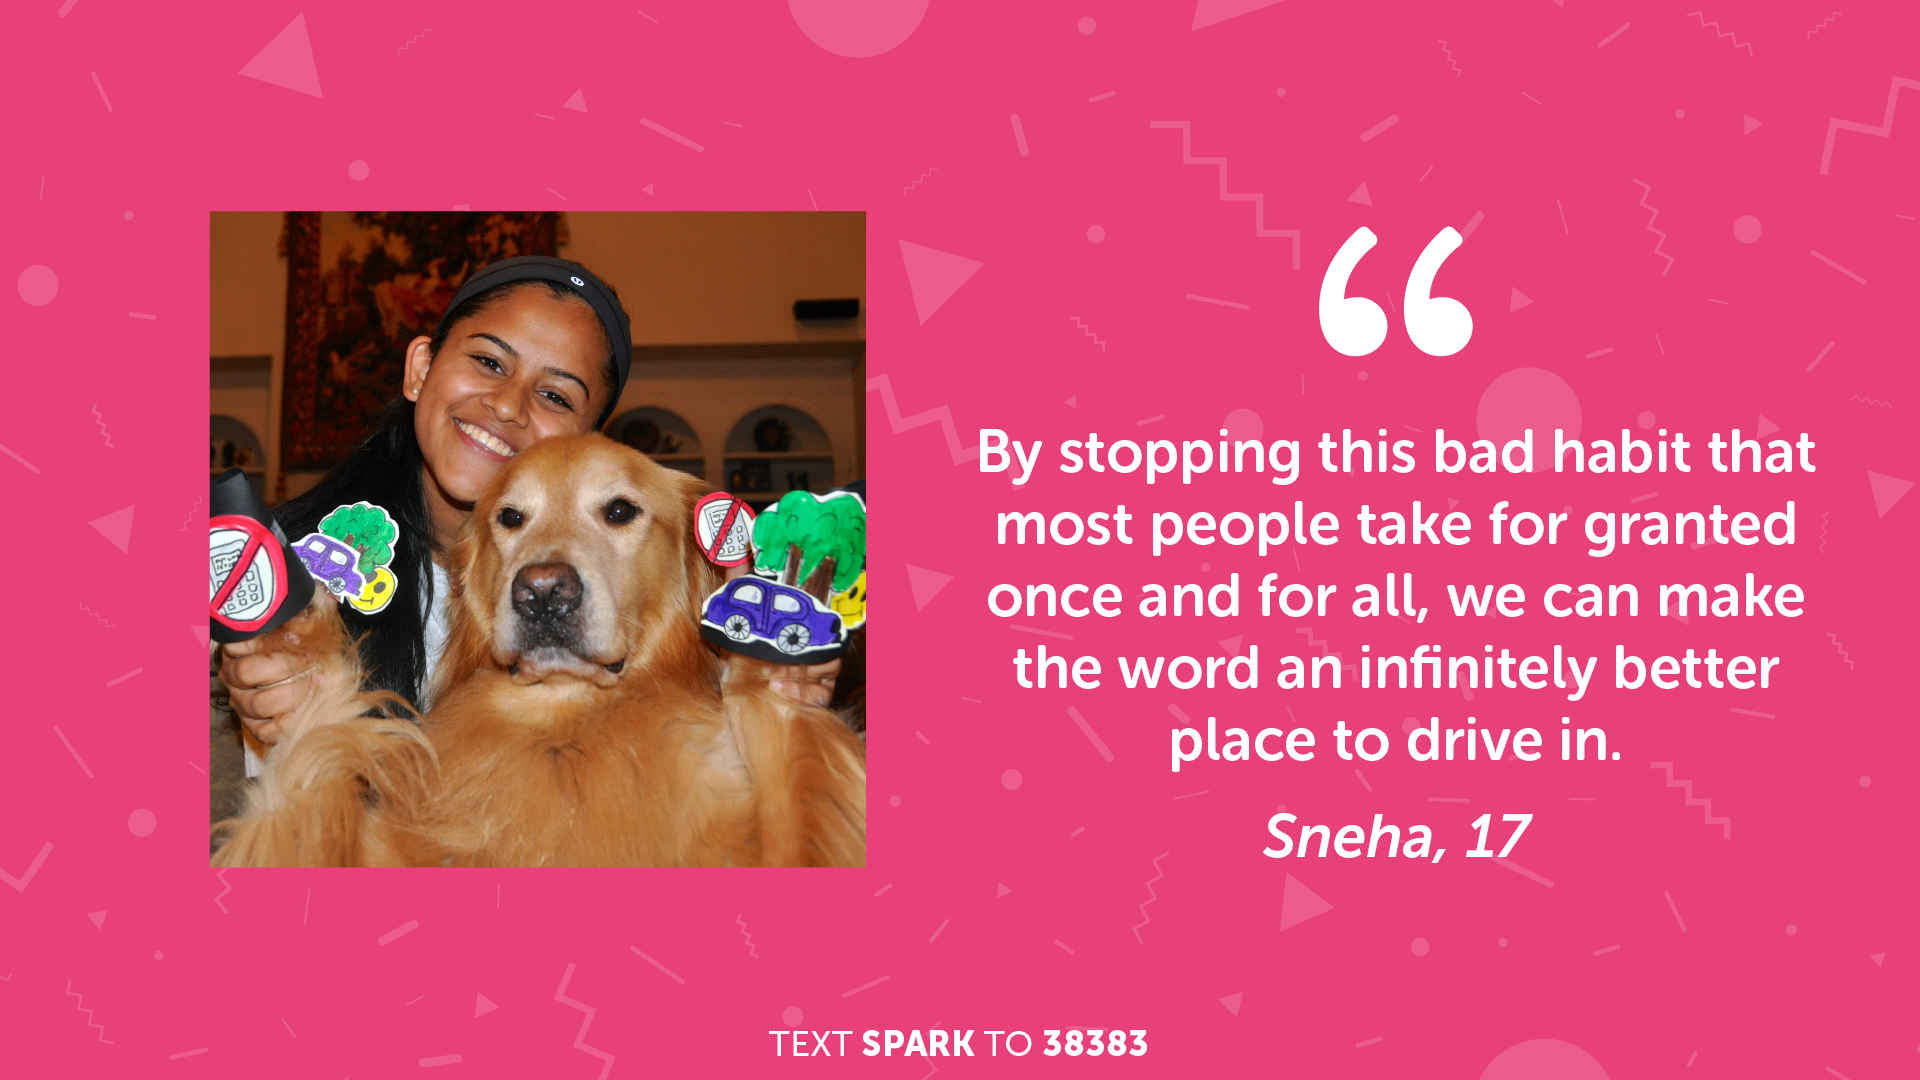 By stopping this bad habit that
most people take for granted
once and for all, we can make
the word an infinitely better
place to drive in.
Sneha, 17
TEXT SPARK TO 38383